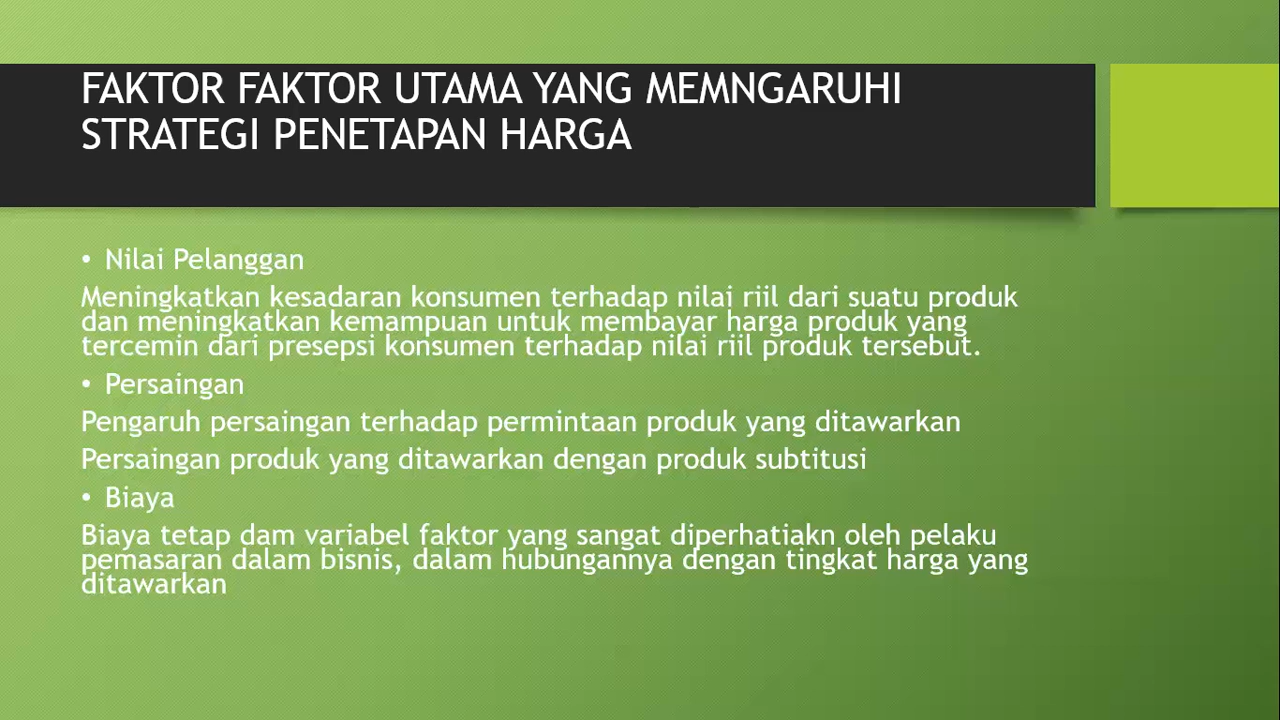 FAKTOR FAKTOR UTAMA YANG MEMNGARUHI
STRATEGI PENETAPAN HARGA
• Nilai Pelanggan
Meningkatkan kesadaran konsumen terhadap nilai riil dari suatu produk
dan meningkatkan kemampuan untuk membayar harga produk yang
tercemin dari presepsi konsumen terhadap nilai riil produk tersebut.
• Persaingan
Pengaruh persaingan terhadap permintaan produk yang ditawarkan
Persaingan produk yang ditawarkan dengan produk subtitusi
• Biaya
Biaya tetap dam variabel faktor yang sangat diperhatiakn oleh pelaku
pemasaran dalam bisnis, dalam hubungannya dengan tingkat harga yang
ditawarkan